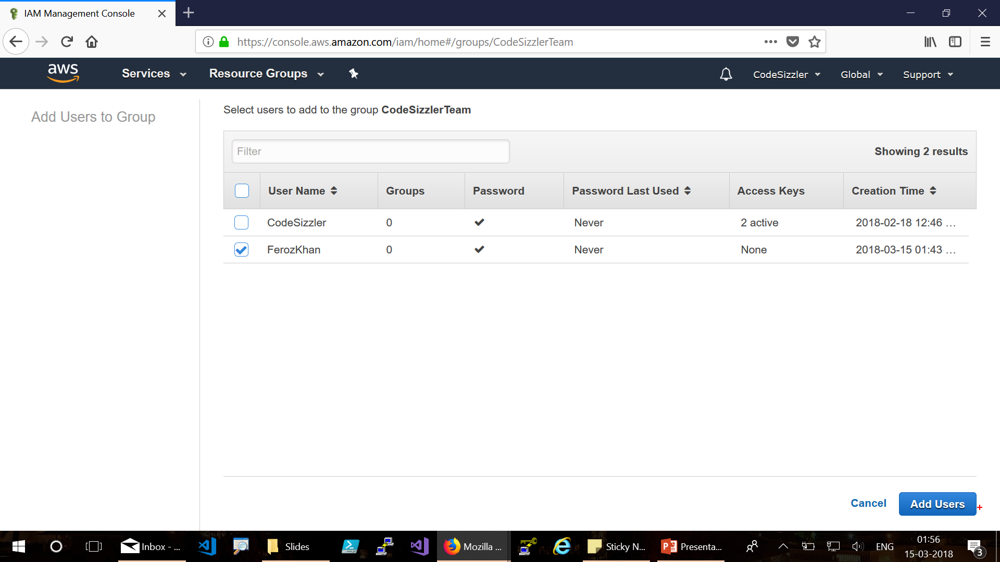 IAM Management Console
https://console.aws.amazon.com/iam/home#/groups/CodeSizzlerTeam
aws Services Resource Groups CodeSizzler Global Support
Add Users to Group
Select users to add to the group CodeSizzlerTeam
Filter Showing 2 results
User Name Groups Password Password Last Used Access Keys Creation Time
CodeSizzler 0 Never 2 active 2018-02-18 12:46 …
FerozKhan 0 Never None 2018-03-15 01:43 …
Cancel Add Users
Inbox - ... Slides Mozilla ... Sticky N... Presenta... ENG 01:56
15-03-2018 3